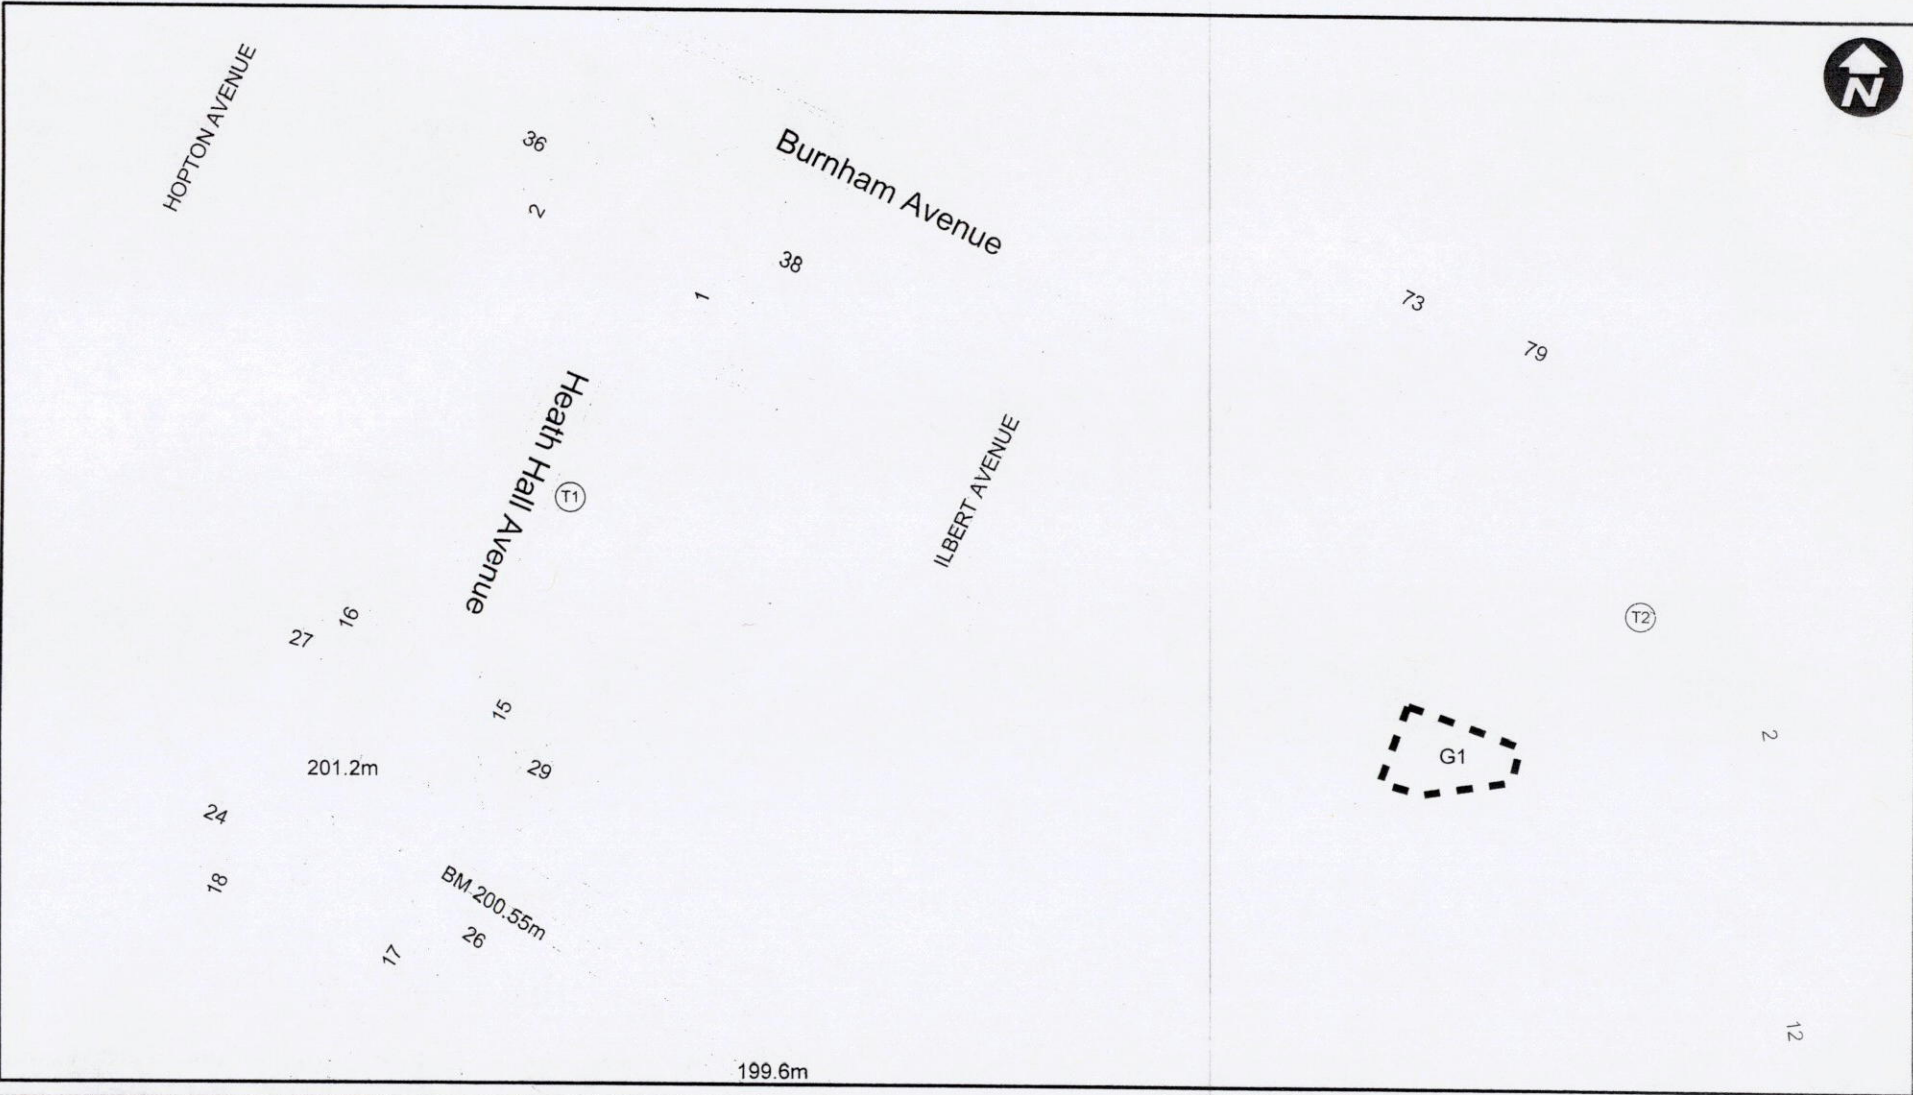 HOPTON AVENUE
N
36
Burnham Avenue
2
38
1
73
79
Heath Hall Avenue
T1
ILBERT AVENUE
16
27
T2
15
2
G1
201.2m
29
24
18
BM 200.55m
26
17
12
199.6m